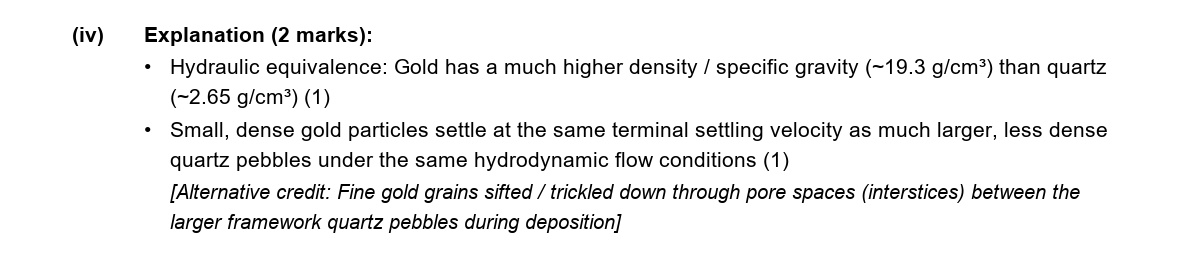 (iv) Explanation (2 marks):
• Hydraulic equivalence: Gold has a much higher density / specific gravity (~19.3 g/cm³) than quartz
(~2.65 g/cm³) (1)
• Small, dense gold particles settle at the same terminal settling velocity as much larger, less dense
quartz pebbles under the same hydrodynamic flow conditions (1)
[Alternative credit: Fine gold grains sifted / trickled down through pore spaces (interstices) between the
larger framework quartz pebbles during deposition]